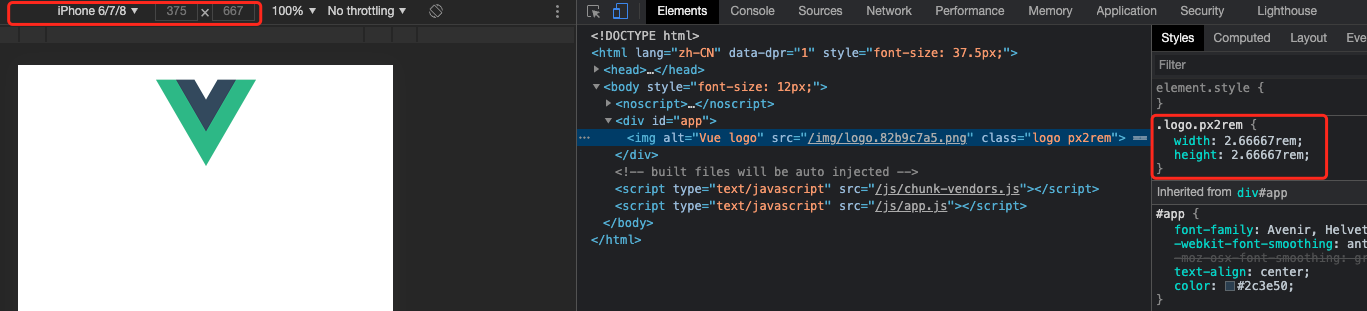 iPhone 6/7/8 ▼ 375 × 667 100% ▼ No throttling ▼
Elements Console Sources Network Performance Memory Application Security Lighthouse
<!DOCTYPE html>
<html lang="zh-CN" data-dpr="1" style="font-size: 37.5px;">
▶<head>…</head>
▼<body style="font-size: 12px;">
▶<noscript>…</noscript>
▼<div id="app">
<img alt="Vue logo" src="/img/logo.82b9c7a5.png" class="logo px2rem"> ==
</div>
<!-- built files will be auto injected -->
<script type="text/javascript" src="/js/chunk-vendors.js"></script>
<script type="text/javascript" src="/js/app.js"></script>
</body>
</html>
Styles Computed Layout Eve
Filter
element.style {
}
.logo.px2rem {
width: 2.66667rem;
height: 2.66667rem;
}
Inherited from div#app
#app {
font-family: Avenir, Helvet
-webkit-font-smoothing: ant
-moz-osx-font-smoothing: gr
text-align: center;
color: #2c3e50;
}